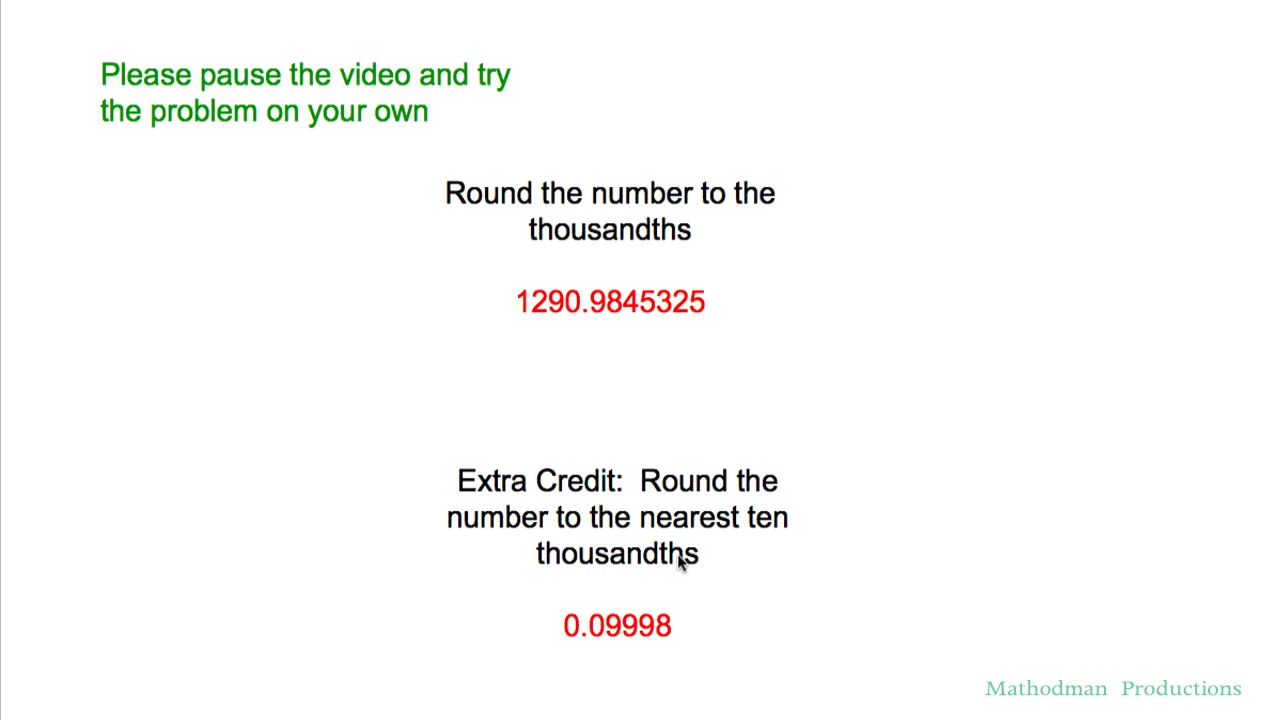 Please pause the video and try
the problem on your own
Round the number to the
thousandths
1290.9845325
Extra Credit:  Round the
number to the nearest ten
thousandths
0.09998
Mathodman  Productions